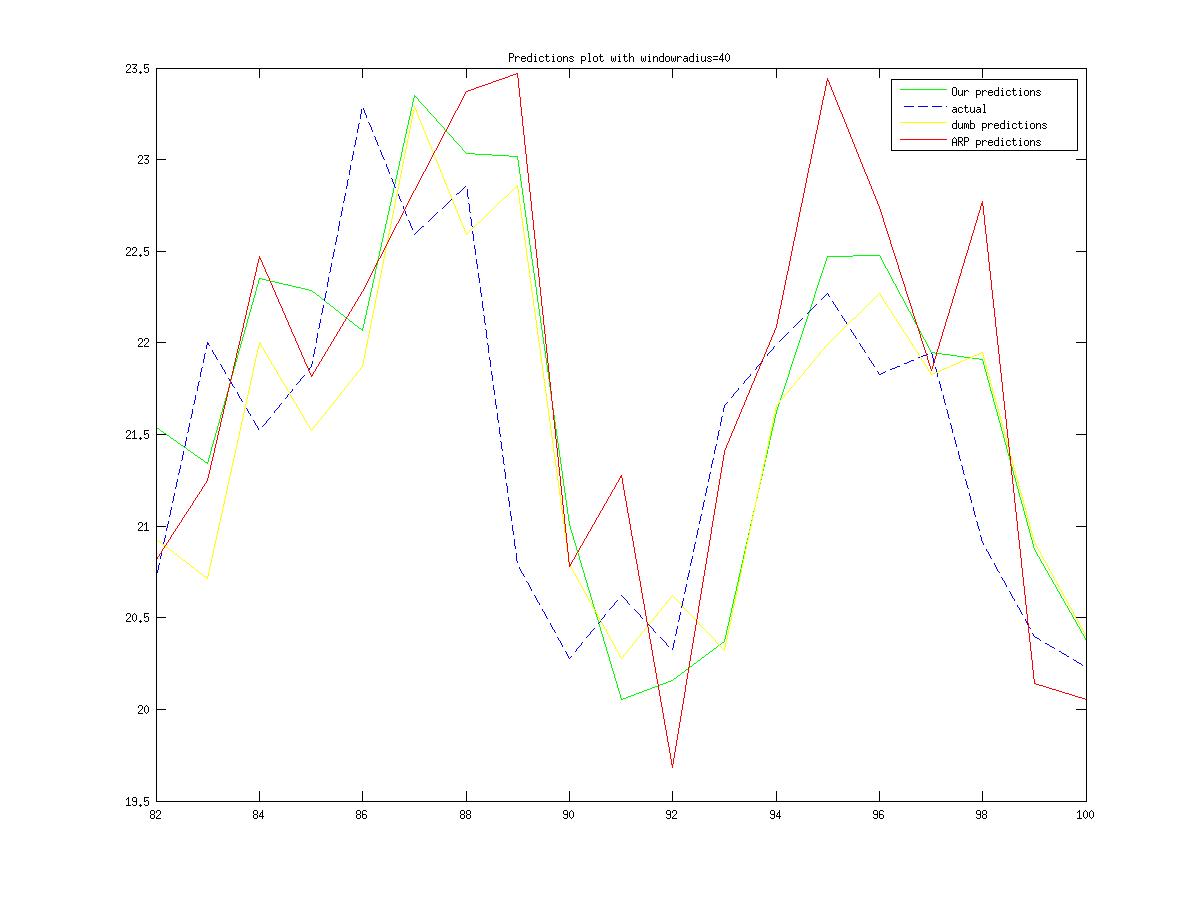 Predictions plot with windowradius=40
23.5
23
22.5
22
21.5
21
20.5
20
19.5
82 84 86 88 90 92 94 96 98 100
Our predictions
actual
dumb predictions
ARP predictions